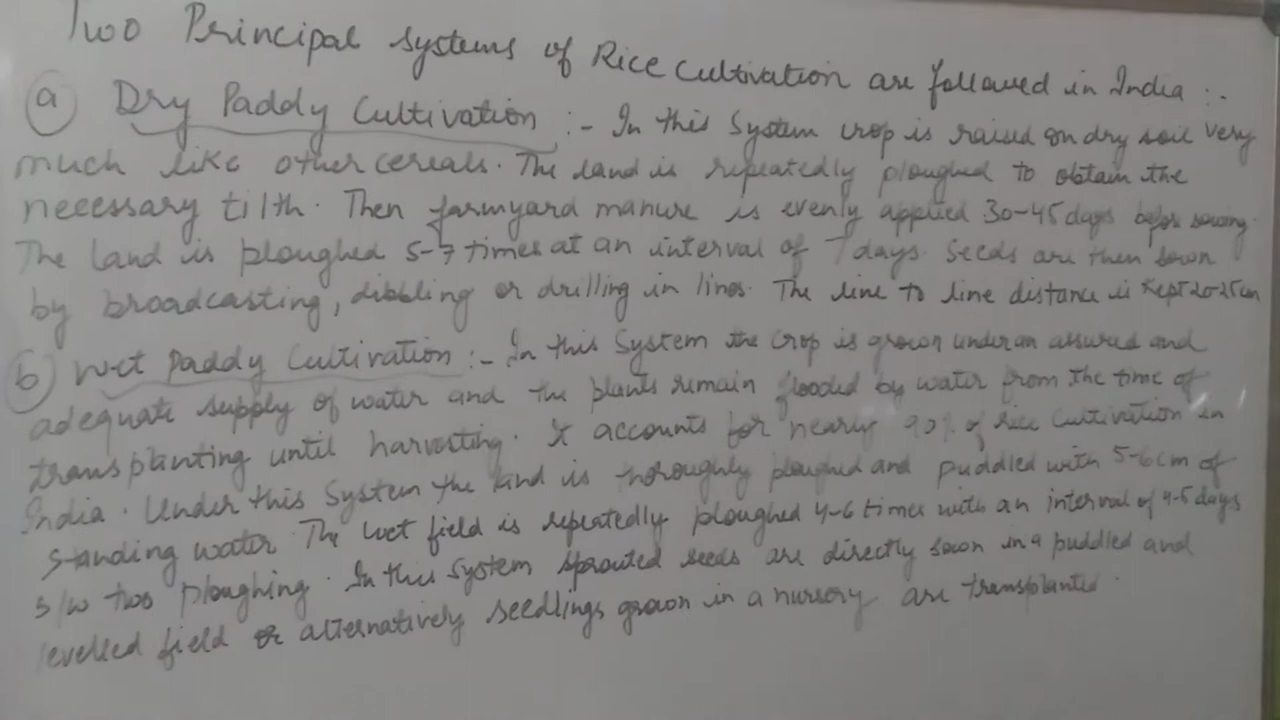 Two Principal systems of Rice Cultivation are followed in India :-
(a) Dry Paddy Cultivation :- In this System crop is raised on dry soil very
much like other cereals. The land is repeatedly ploughed to obtain the
necessary tilth. Then farmyard manure is evenly applied 30-45 days before sowing.
The land is ploughed 5-7 times at an interval of 7 days. Seeds are then sown
by broadcasting, dibbling or drilling in lines. The line to line distance is kept 20-25 cm
(b) Wet Paddy Cultivation :- In this System the crop is grown under an assured and
adequate supply of water and the plants remain flooded by water from the time of
transplanting until harvesting. It accounts for nearly 90% of rice cultivation in
India. Under this System the land is thoroughly ploughed and puddled with 5-6 cm of
Standing water. The wet field is repeatedly ploughed 4-6 times with an interval of 4-5 days
b/w two ploughing. In this system sprouted seeds are directly sown in a puddled and
levelled field or alternatively seedlings grown in a nursery are transplanted.